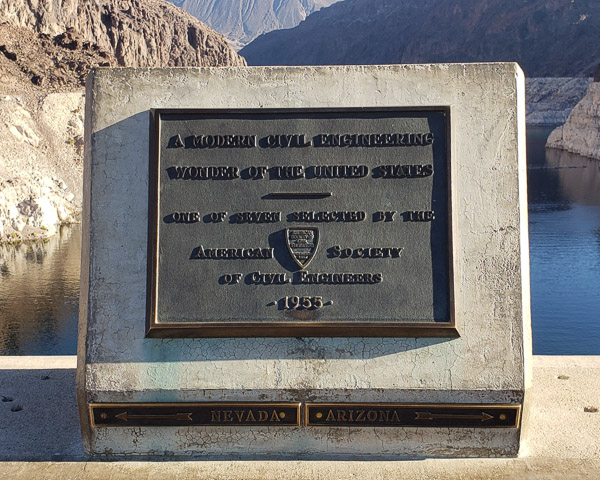 A MODERN CIVIL ENGINEERING
WONDER OF THE UNITED STATES
ONE OF SEVEN SELECTED BY THE
AMERICAN SOCIETY
OF CIVIL ENGINEERS
-1955-
NEVADA ARIZONA